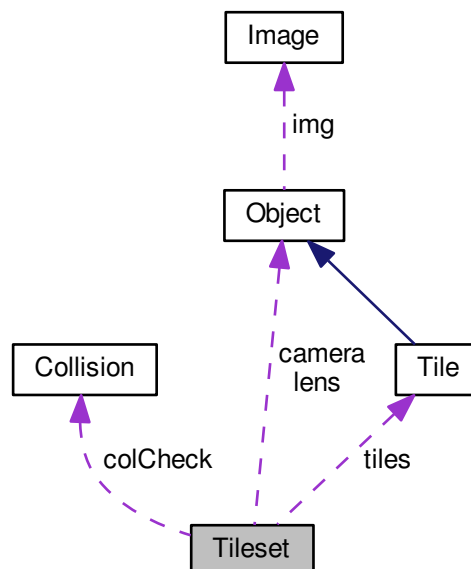 Image
img
Object
camera
lens
Collision
Tile
colCheck
tiles
Tileset